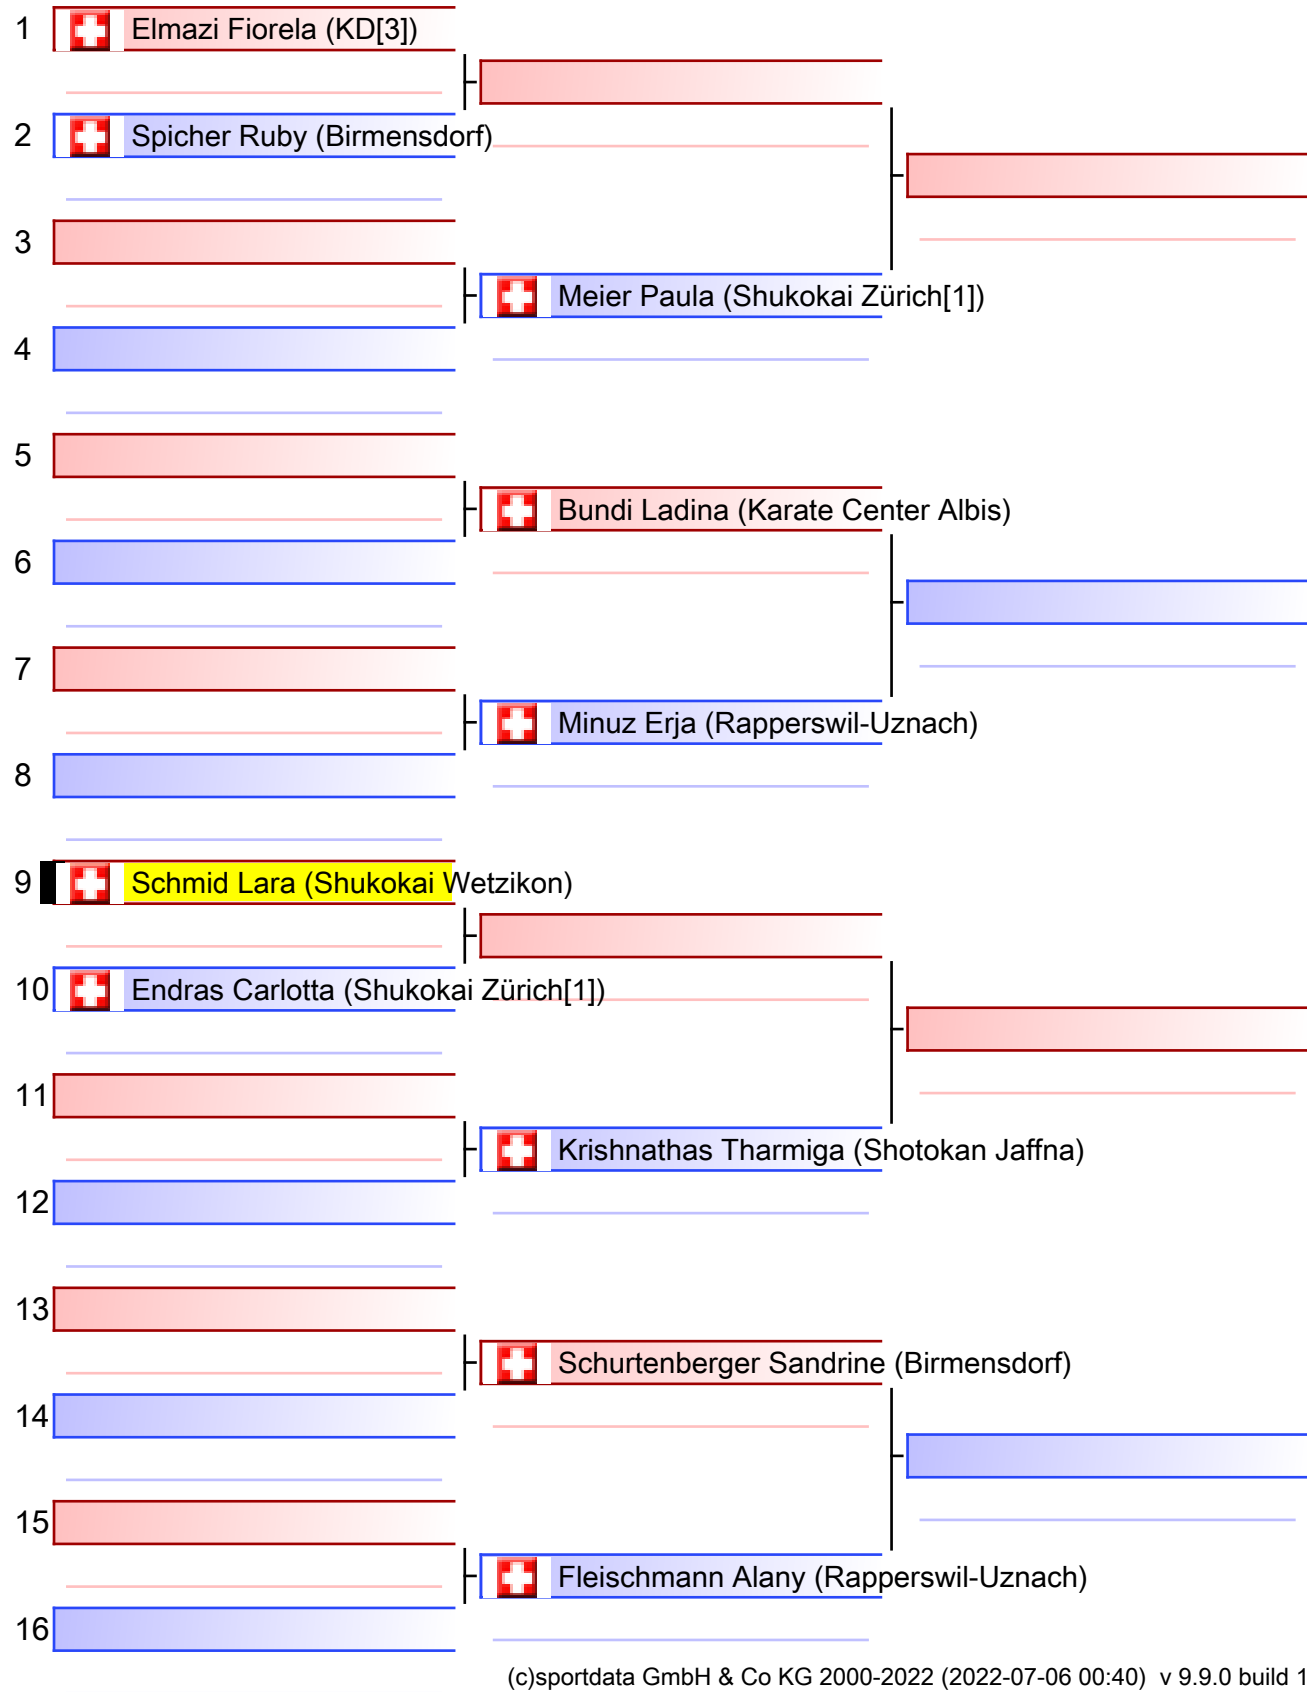 1 Elmazi Fiorela (KD[3])
2 Spicher Ruby (Birmensdorf)
3
Meier Paula (Shukokai Zürich[1])
4
5
Bundi Ladina (Karate Center Albis)
6
7
Minuz Erja (Rapperswil-Uznach)
8
9 Schmid Lara (Shukokai Wetzikon)
10 Endras Carlotta (Shukokai Zürich[1])
11
Krishnathas Tharmiga (Shotokan Jaffna)
12
13
Schurtenberger Sandrine (Birmensdorf)
14
15
Fleischmann Alany (Rapperswil-Uznach)
16
(c)sportdata GmbH & Co KG 2000-2022 (2022-07-06 00:40) v 9.9.0 build 1